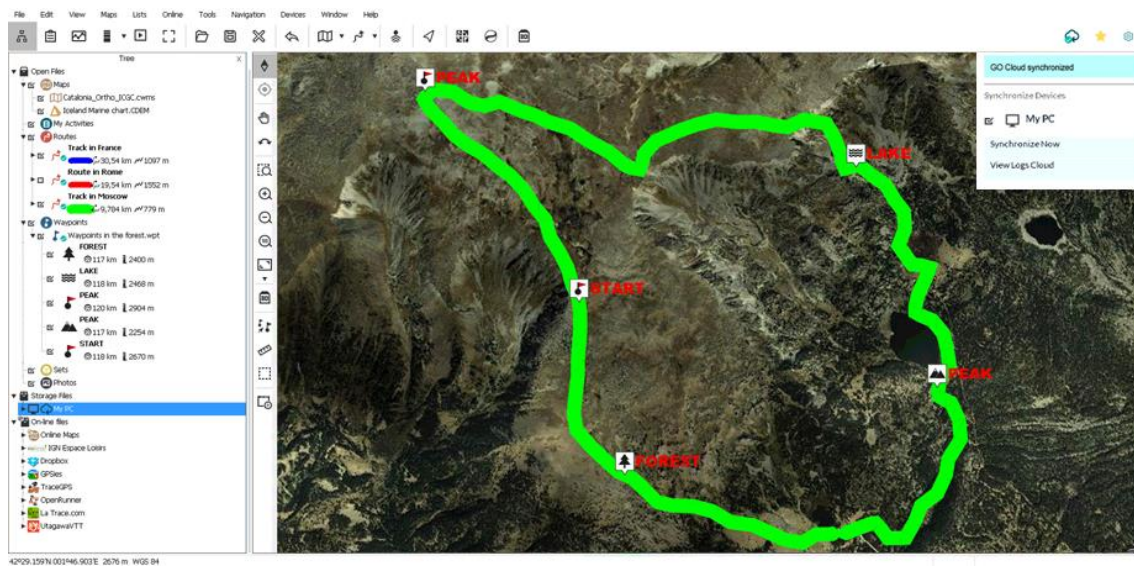 File Edit View Maps Lists Online Tools Navigation Devices Window Help
Tree X
Open Files
Maps
Catalonia_Ortho_ICGC.cwms
Iceland Marine chart.CDEM
My Activities
Routes
Track in France
30,54 km 1097 m
Route in Rome
19,54 km 1552 m
Track in Moscow
9,784 km 779 m
Waypoints
Waypoints in the forest.wpt
FOREST
117 km 2400 m
LAKE
118 km 2468 m
PEAK
120 km 2904 m
PEAK
117 km 2254 m
START
118 km 2670 m
Sets
Photos
Storage Files
My PC
On-line files
Online Maps
IGN Espace Loisirs
Dropbox
GPSies
TraceGPS
OpenRunner
La Trace.com
UtagawaVTT
PEAK
LAKE
START
PEAK
FOREST
GO Cloud synchronized
Synchronize Devices
My PC
Synchronize Now
View Logs Cloud
42º29.159'N,001º46.903'E 2676 m WGS 84